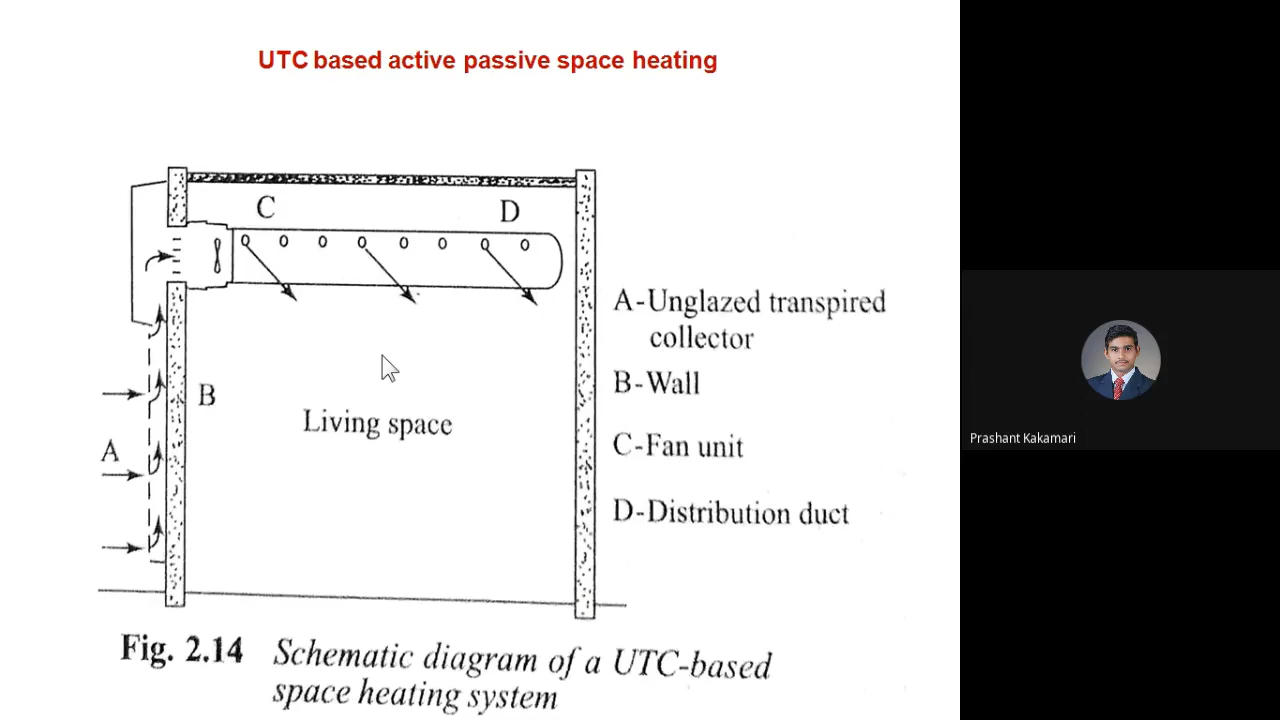 UTC based active passive space heating
C
D
A-Unglazed transpired
collector
B-Wall
B
Living space
A
C-Fan unit
D-Distribution duct
Fig. 2.14 Schematic diagram of a UTC-based
space heating system
Prashant Kakamari